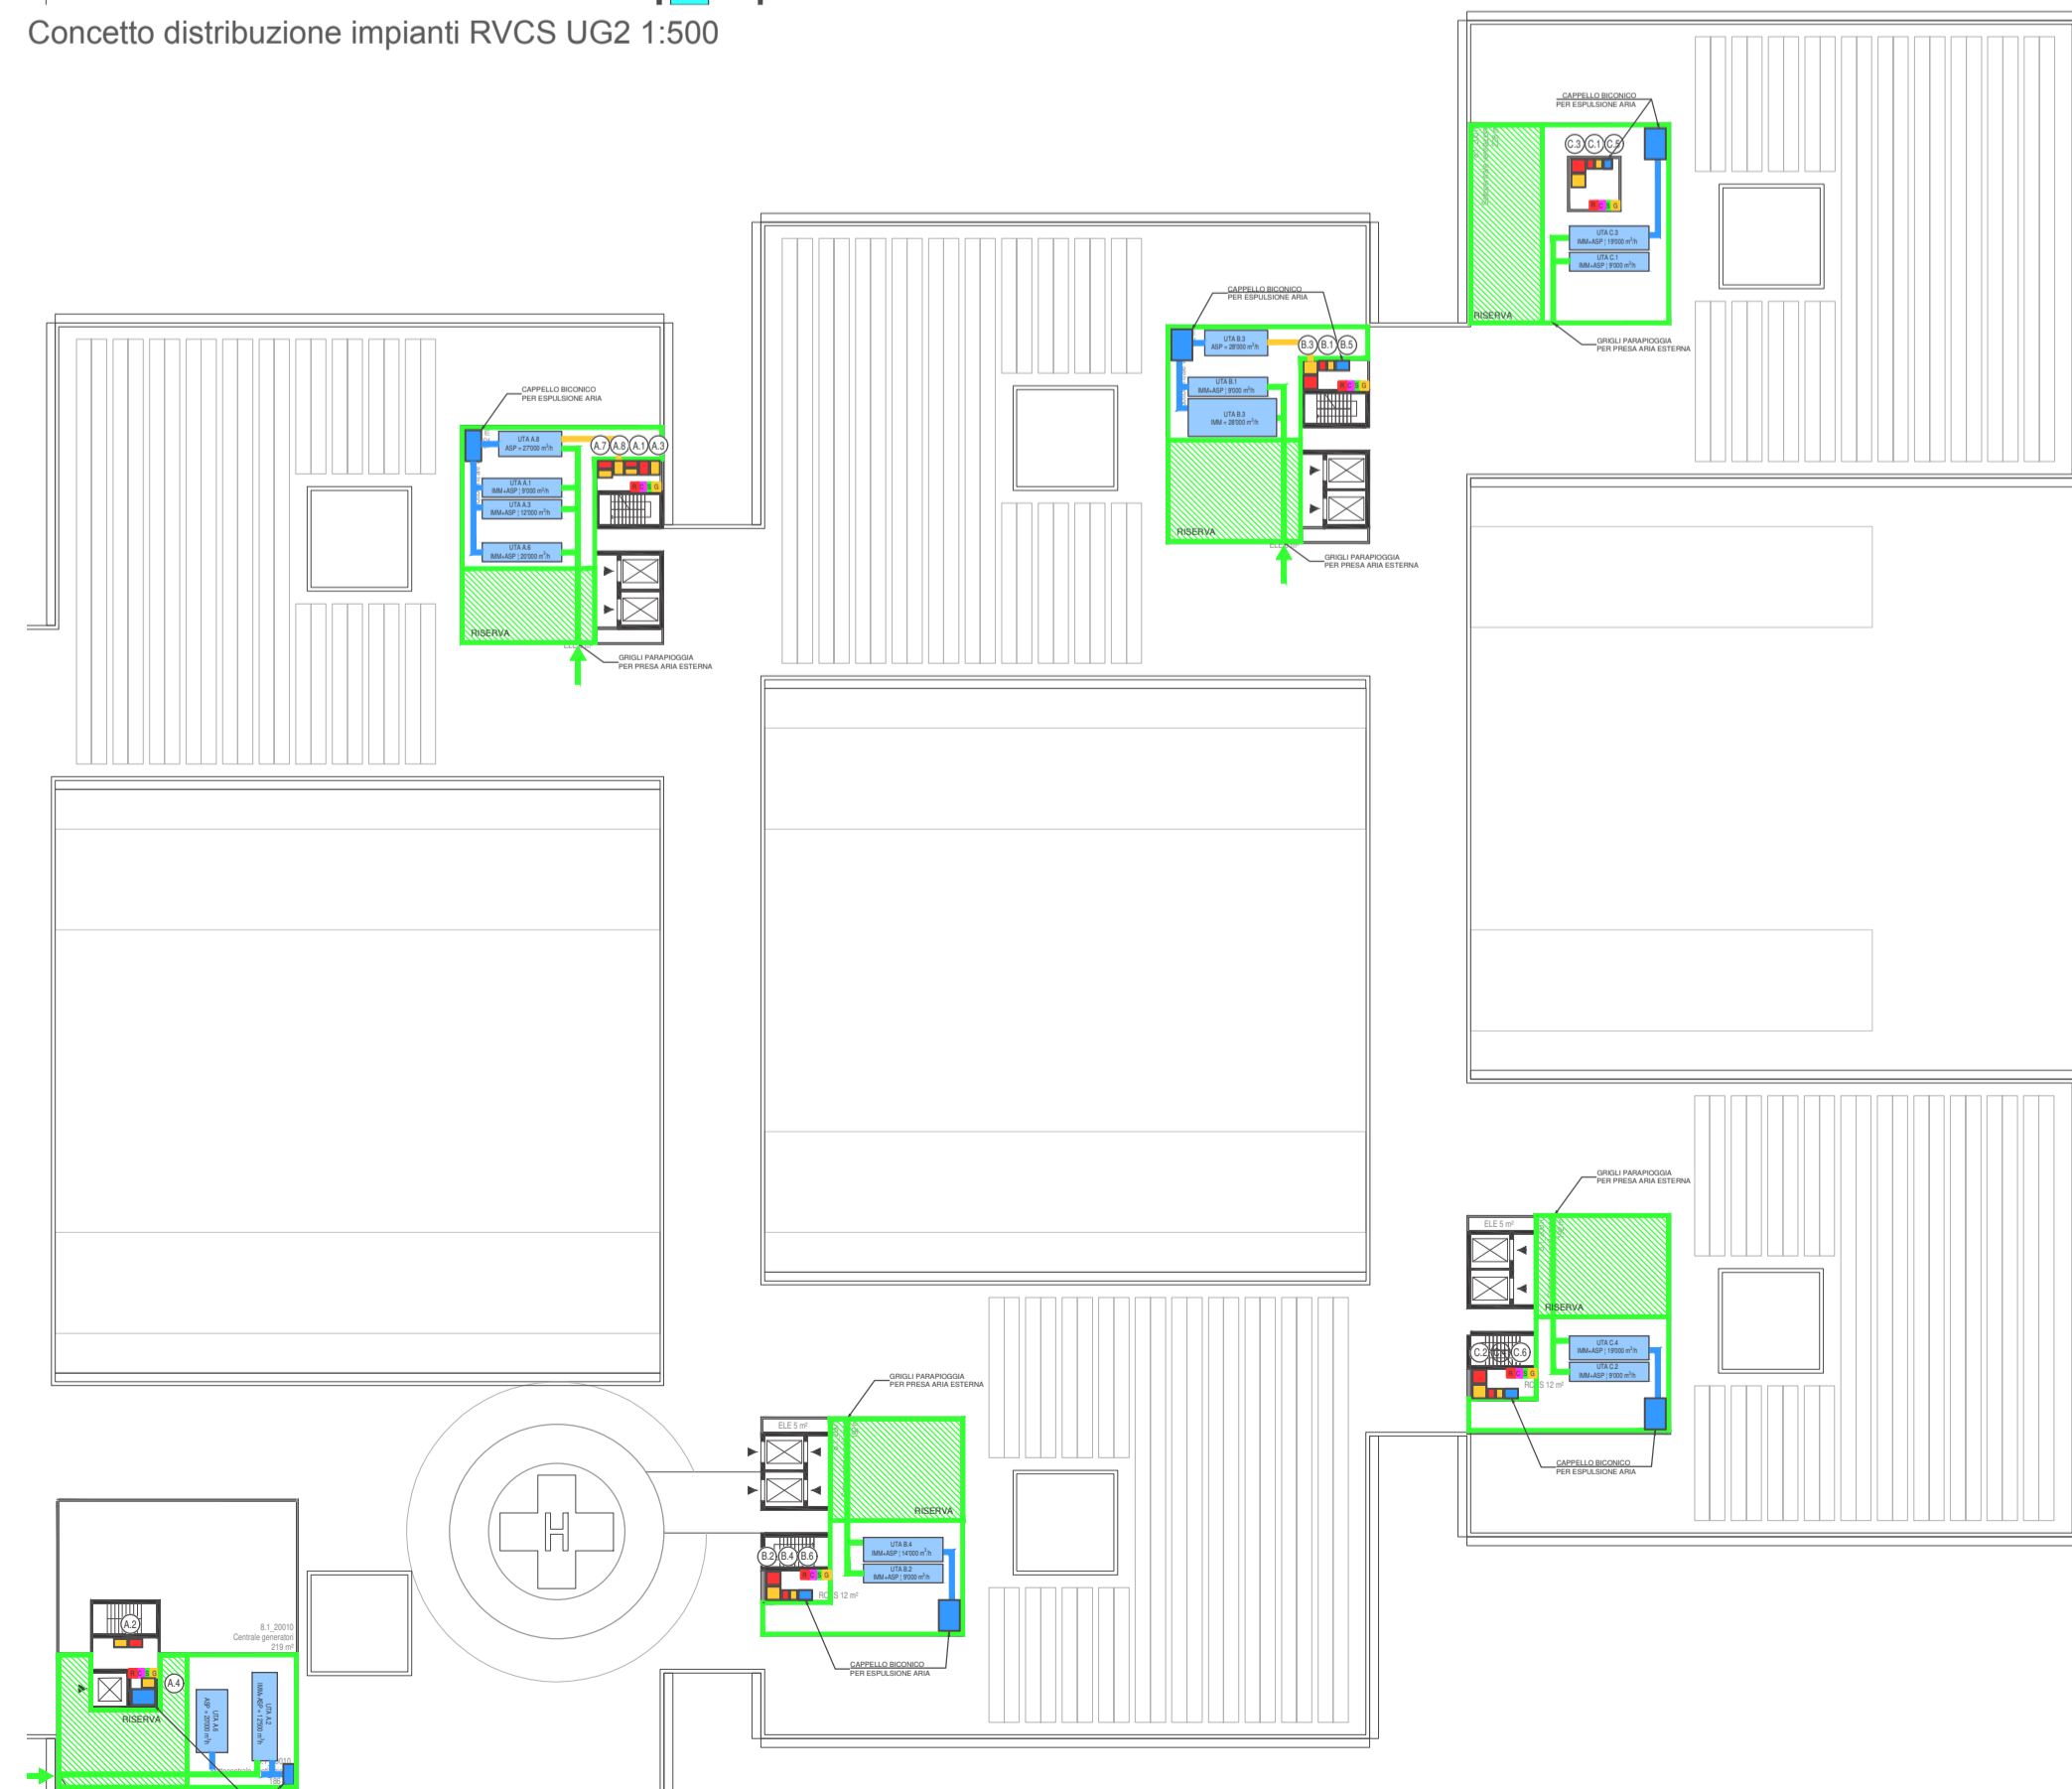 Concetto distribuzione impianti RVCS UG2 1:500
CAPPELLO BICONICO
PER ESPULSIONE ARIA
C.3 C.1 C.5
R C S G
UTA C.3
IMM+ASP | 19'000 m³/h
UTA C.1
IMM+ASP | 9'000 m³/h
RISERVA
GRIGLI PARAPIOGGIA
PER PRESA ARIA ESTERNA
CAPPELLO BICONICO
PER ESPULSIONE ARIA
UTA B.3
ASP = 28'000 m³/h
B.3 B.1 B.5
R C S G
UTA B.1
IMM+ASP | 9'000 m³/h
UTA B.3
IMM = 28'000 m³/h
RISERVA
GRIGLI PARAPIOGGIA
PER PRESA ARIA ESTERNA
CAPPELLO BICONICO
PER ESPULSIONE ARIA
UTA A.8
ASP = 27'000 m³/h
A.7 A.8 A.1 A.3
R C S G
UTA A.1
IMM+ASP | 9'000 m³/h
UTA A.3
IMM+ASP | 12'000 m³/h
UTA A.6
IMM+ASP | 20'000 m³/h
RISERVA
GRIGLI PARAPIOGGIA
PER PRESA ARIA ESTERNA
GRIGLI PARAPIOGGIA
PER PRESA ARIA ESTERNA
ELE 5 m²
RISERVA
UTA C.4
IMM+ASP | 19'000 m³/h
C.2 C.6
R C S G
UTA C.2
IMM+ASP | 9'000 m³/h
12 m²
CAPPELLO BICONICO
PER ESPULSIONE ARIA
GRIGLI PARAPIOGGIA
PER PRESA ARIA ESTERNA
ELE 5 m²
RISERVA
H
UTA B.4
IMM+ASP | 14'000 m³/h
B.2 B.4 B.6
R C S G
UTA B.2
IMM+ASP | 9'000 m³/h
12 m²
CAPPELLO BICONICO
PER ESPULSIONE ARIA
A.2
8.1_20010
Centrale generatori
219 m²
R C S G
A.4
RISERVA
UTA A.2